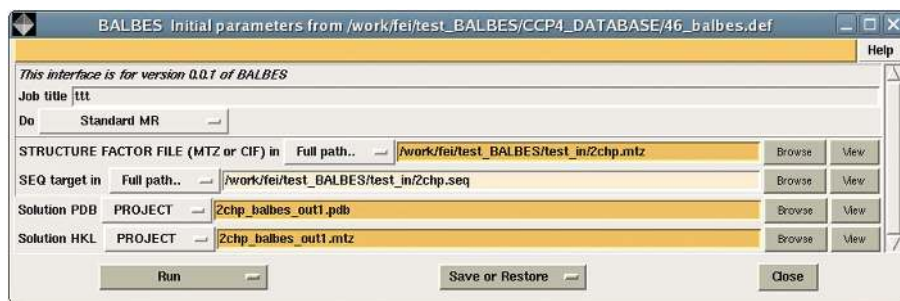 BALBES Initial parameters from /work/fei/test_BALBES/CCP4_DATABASE/46_balbes.def
Help
This interface is for version 0.0.1 of BALBES
Job title ttt
Do Standard MR
STRUCTURE FACTOR FILE (MTZ or CIF) in Full path.. /work/fei/test_BALBES/test_in/2chp.mtz Browse View
SEQ target in Full path.. /work/fei/test_BALBES/test_in/2chp.seq Browse View
Solution PDB PROJECT 2chp_balbes_out1.pdb Browse View
Solution HKL PROJECT 2chp_balbes_out1.mtz Browse View
Run Save or Restore Close